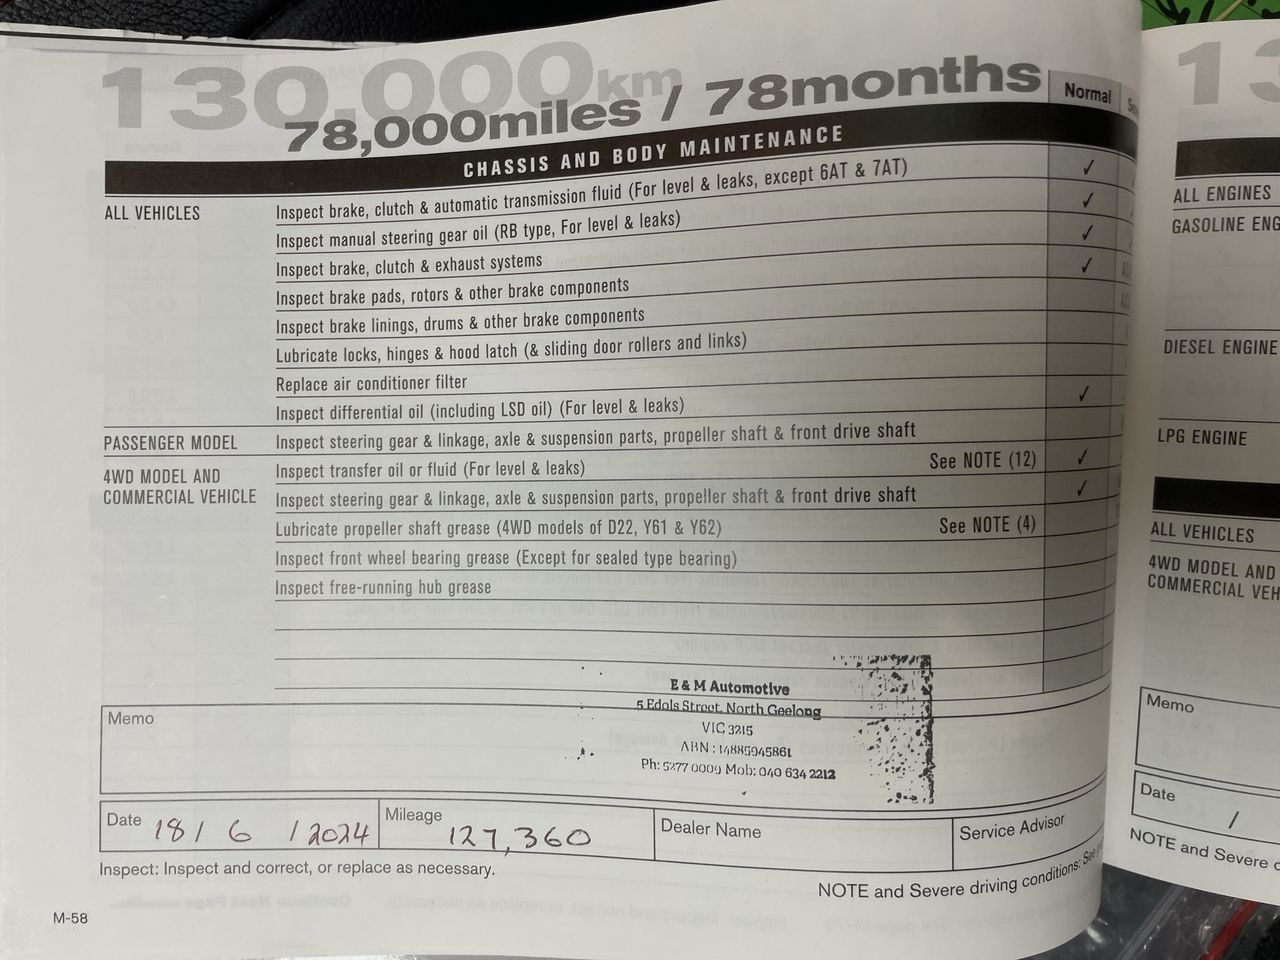 130,000km
78,000miles / 78months
Normal
CHASSIS AND BODY MAINTENANCE
ALL VEHICLES
Inspect brake, clutch & automatic transmission fluid (For level & leaks, except 6AT & 7AT) ✓
Inspect manual steering gear oil (RB type, For level & leaks) ✓
Inspect brake, clutch & exhaust systems ✓
Inspect brake pads, rotors & other brake components ✓
Inspect brake linings, drums & other brake components
Lubricate locks, hinges & hood latch (& sliding door rollers and links)
Replace air conditioner filter
Inspect differential oil (including LSD oil) (For level & leaks) ✓
PASSENGER MODEL
Inspect steering gear & linkage, axle & suspension parts, propeller shaft & front drive shaft
4WD MODEL AND
COMMERCIAL VEHICLE
Inspect transfer oil or fluid (For level & leaks) See NOTE (12) ✓
Inspect steering gear & linkage, axle & suspension parts, propeller shaft & front drive shaft ✓
Lubricate propeller shaft grease (4WD models of D22, Y61 & Y62) See NOTE (4)
Inspect front wheel bearing grease (Except for sealed type bearing)
Inspect free-running hub grease
Memo
E & M Automotive
5 Edols Street, North Geelong
VIC 3215
ABN : 14885945861
Ph: 5277 0009 Mob: 040 634 2212
Date 18 / 6 / 2024
Mileage 127,360
Dealer Name
Service Advisor
Inspect: Inspect and correct, or replace as necessary.
NOTE and Severe driving conditions: See
M-58
13
ALL ENGINES
GASOLINE ENG
DIESEL ENGINE
LPG ENGINE
ALL VEHICLES
4WD MODEL AND
COMMERCIAL VEH
Memo
Date /
NOTE and Severe